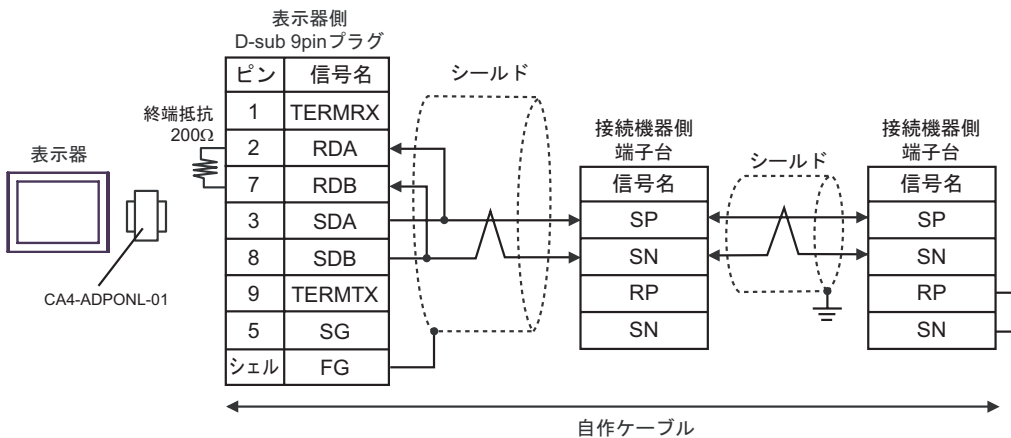 表示器側
D-sub 9pinプラグ
ピン 信号名
1 TERMRX
2 RDA
7 RDB
3 SDA
8 SDB
9 TERMTX
5 SG
シェル FG
終端抵抗
200Ω
表示器
CA4-ADPONL-01
シールド
接続機器側
端子台
信号名
SP
SN
RP
SN
シールド
接続機器側
端子台
信号名
SP
SN
RP
SN
自作ケーブル